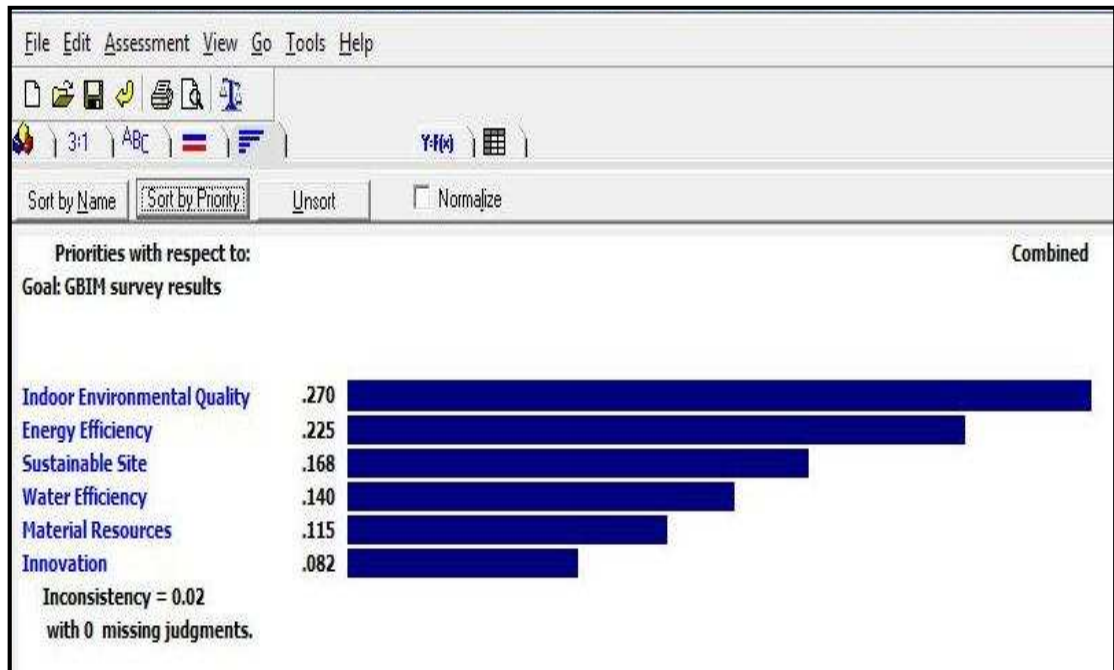 File Edit Assessment View Go Tools Help
3:1 ABC Y:F(x)
Sort by Name Sort by Priority Unsort Normalize
Priorities with respect to: Combined
Goal: GBIM survey results
Indoor Environmental Quality .270
Energy Efficiency .225
Sustainable Site .168
Water Efficiency .140
Material Resources .115
Innovation .082
Inconsistency = 0.02
with 0 missing judgments.